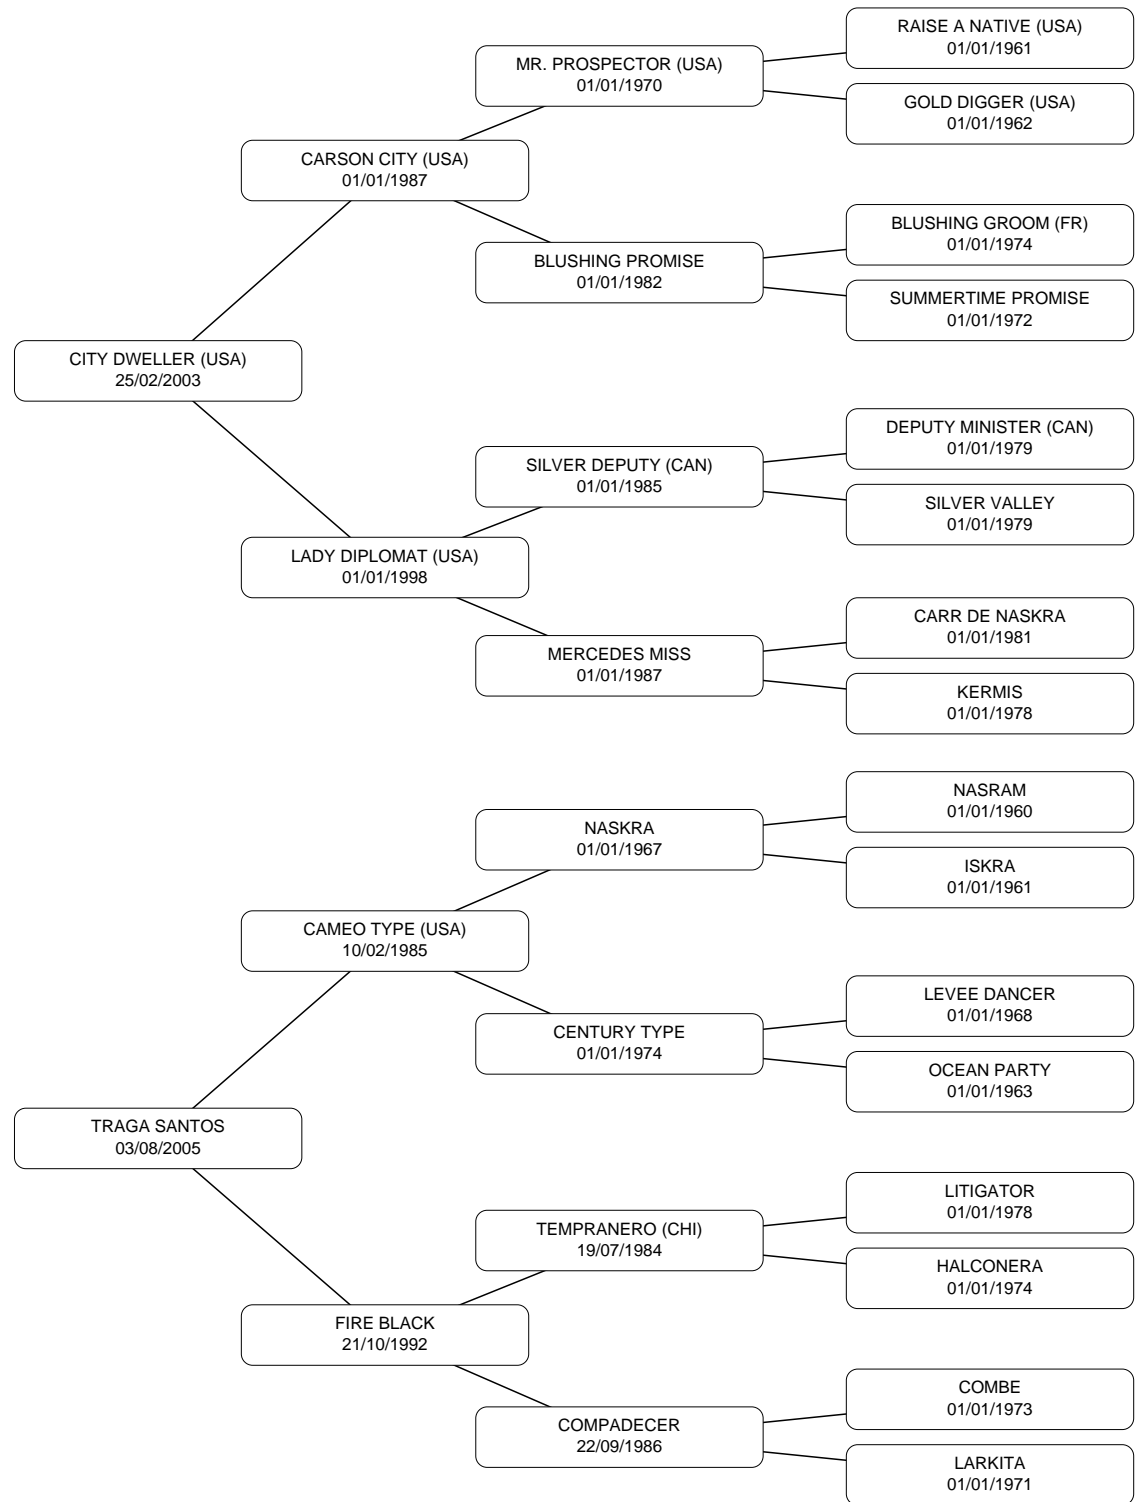 RAISE A NATIVE (USA)
01/01/1961
MR. PROSPECTOR (USA)
01/01/1970
GOLD DIGGER (USA)
01/01/1962
CARSON CITY (USA)
01/01/1987
BLUSHING GROOM (FR)
01/01/1974
BLUSHING PROMISE
01/01/1982
SUMMERTIME PROMISE
01/01/1972
CITY DWELLER (USA)
25/02/2003
DEPUTY MINISTER (CAN)
01/01/1979
SILVER DEPUTY (CAN)
01/01/1985
SILVER VALLEY
01/01/1979
LADY DIPLOMAT (USA)
01/01/1998
CARR DE NASKRA
01/01/1981
MERCEDES MISS
01/01/1987
KERMIS
01/01/1978
NASRAM
01/01/1960
NASKRA
01/01/1967
ISKRA
01/01/1961
CAMEO TYPE (USA)
10/02/1985
LEVEE DANCER
01/01/1968
CENTURY TYPE
01/01/1974
OCEAN PARTY
01/01/1963
TRAGA SANTOS
03/08/2005
LITIGATOR
01/01/1978
TEMPRANERO (CHI)
19/07/1984
HALCONERA
01/01/1974
FIRE BLACK
21/10/1992
COMBE
01/01/1973
COMPADECER
22/09/1986
LARKITA
01/01/1971